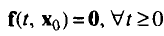 f(t, x₀)=0, ∀t≥0